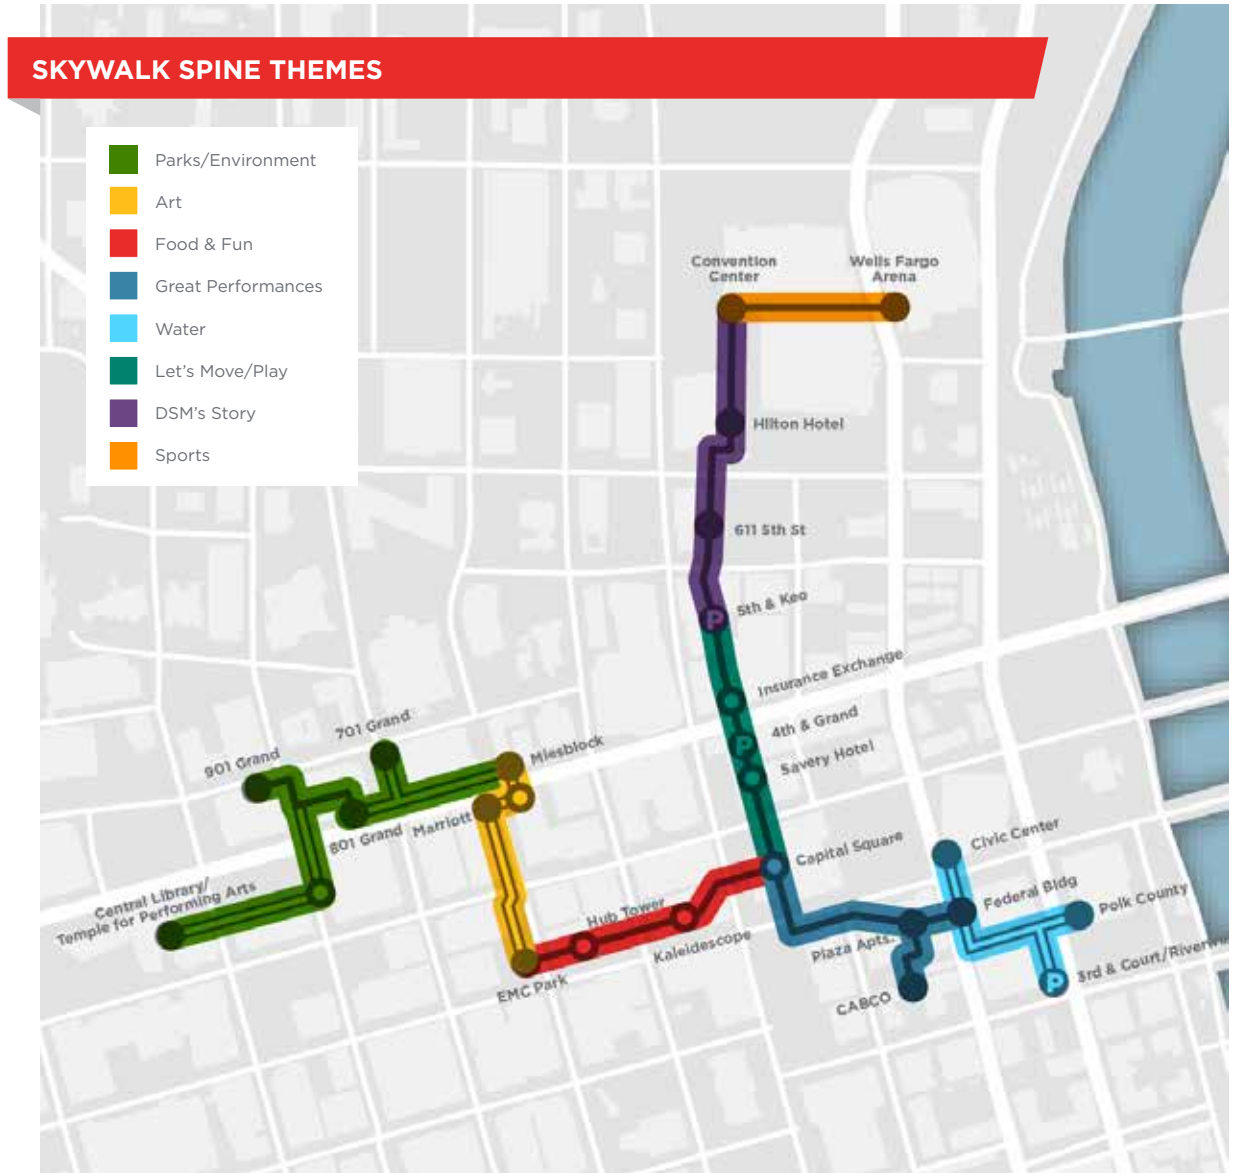 SKYWALK SPINE THEMES
Parks/Environment
Art
Food & Fun
Great Performances
Water
Let's Move/Play
DSM's Story
Sports
Convention
Center
Wells Fargo
Arena
Hilton Hotel
611 5th St
P
5th & Keo
Insurance Exchange
4th & Grand
P
Savery Hotel
701 Grand
Miesblock
901 Grand
801 Grand
Marriott
Capital Square
Civic Center
Central Library/
Temple for Performing Arts
Hub Tower
Federal Bldg
Polk County
Kaleidescope
Plaza Apts.
EMC Park
P
3rd & Court/
CABCO